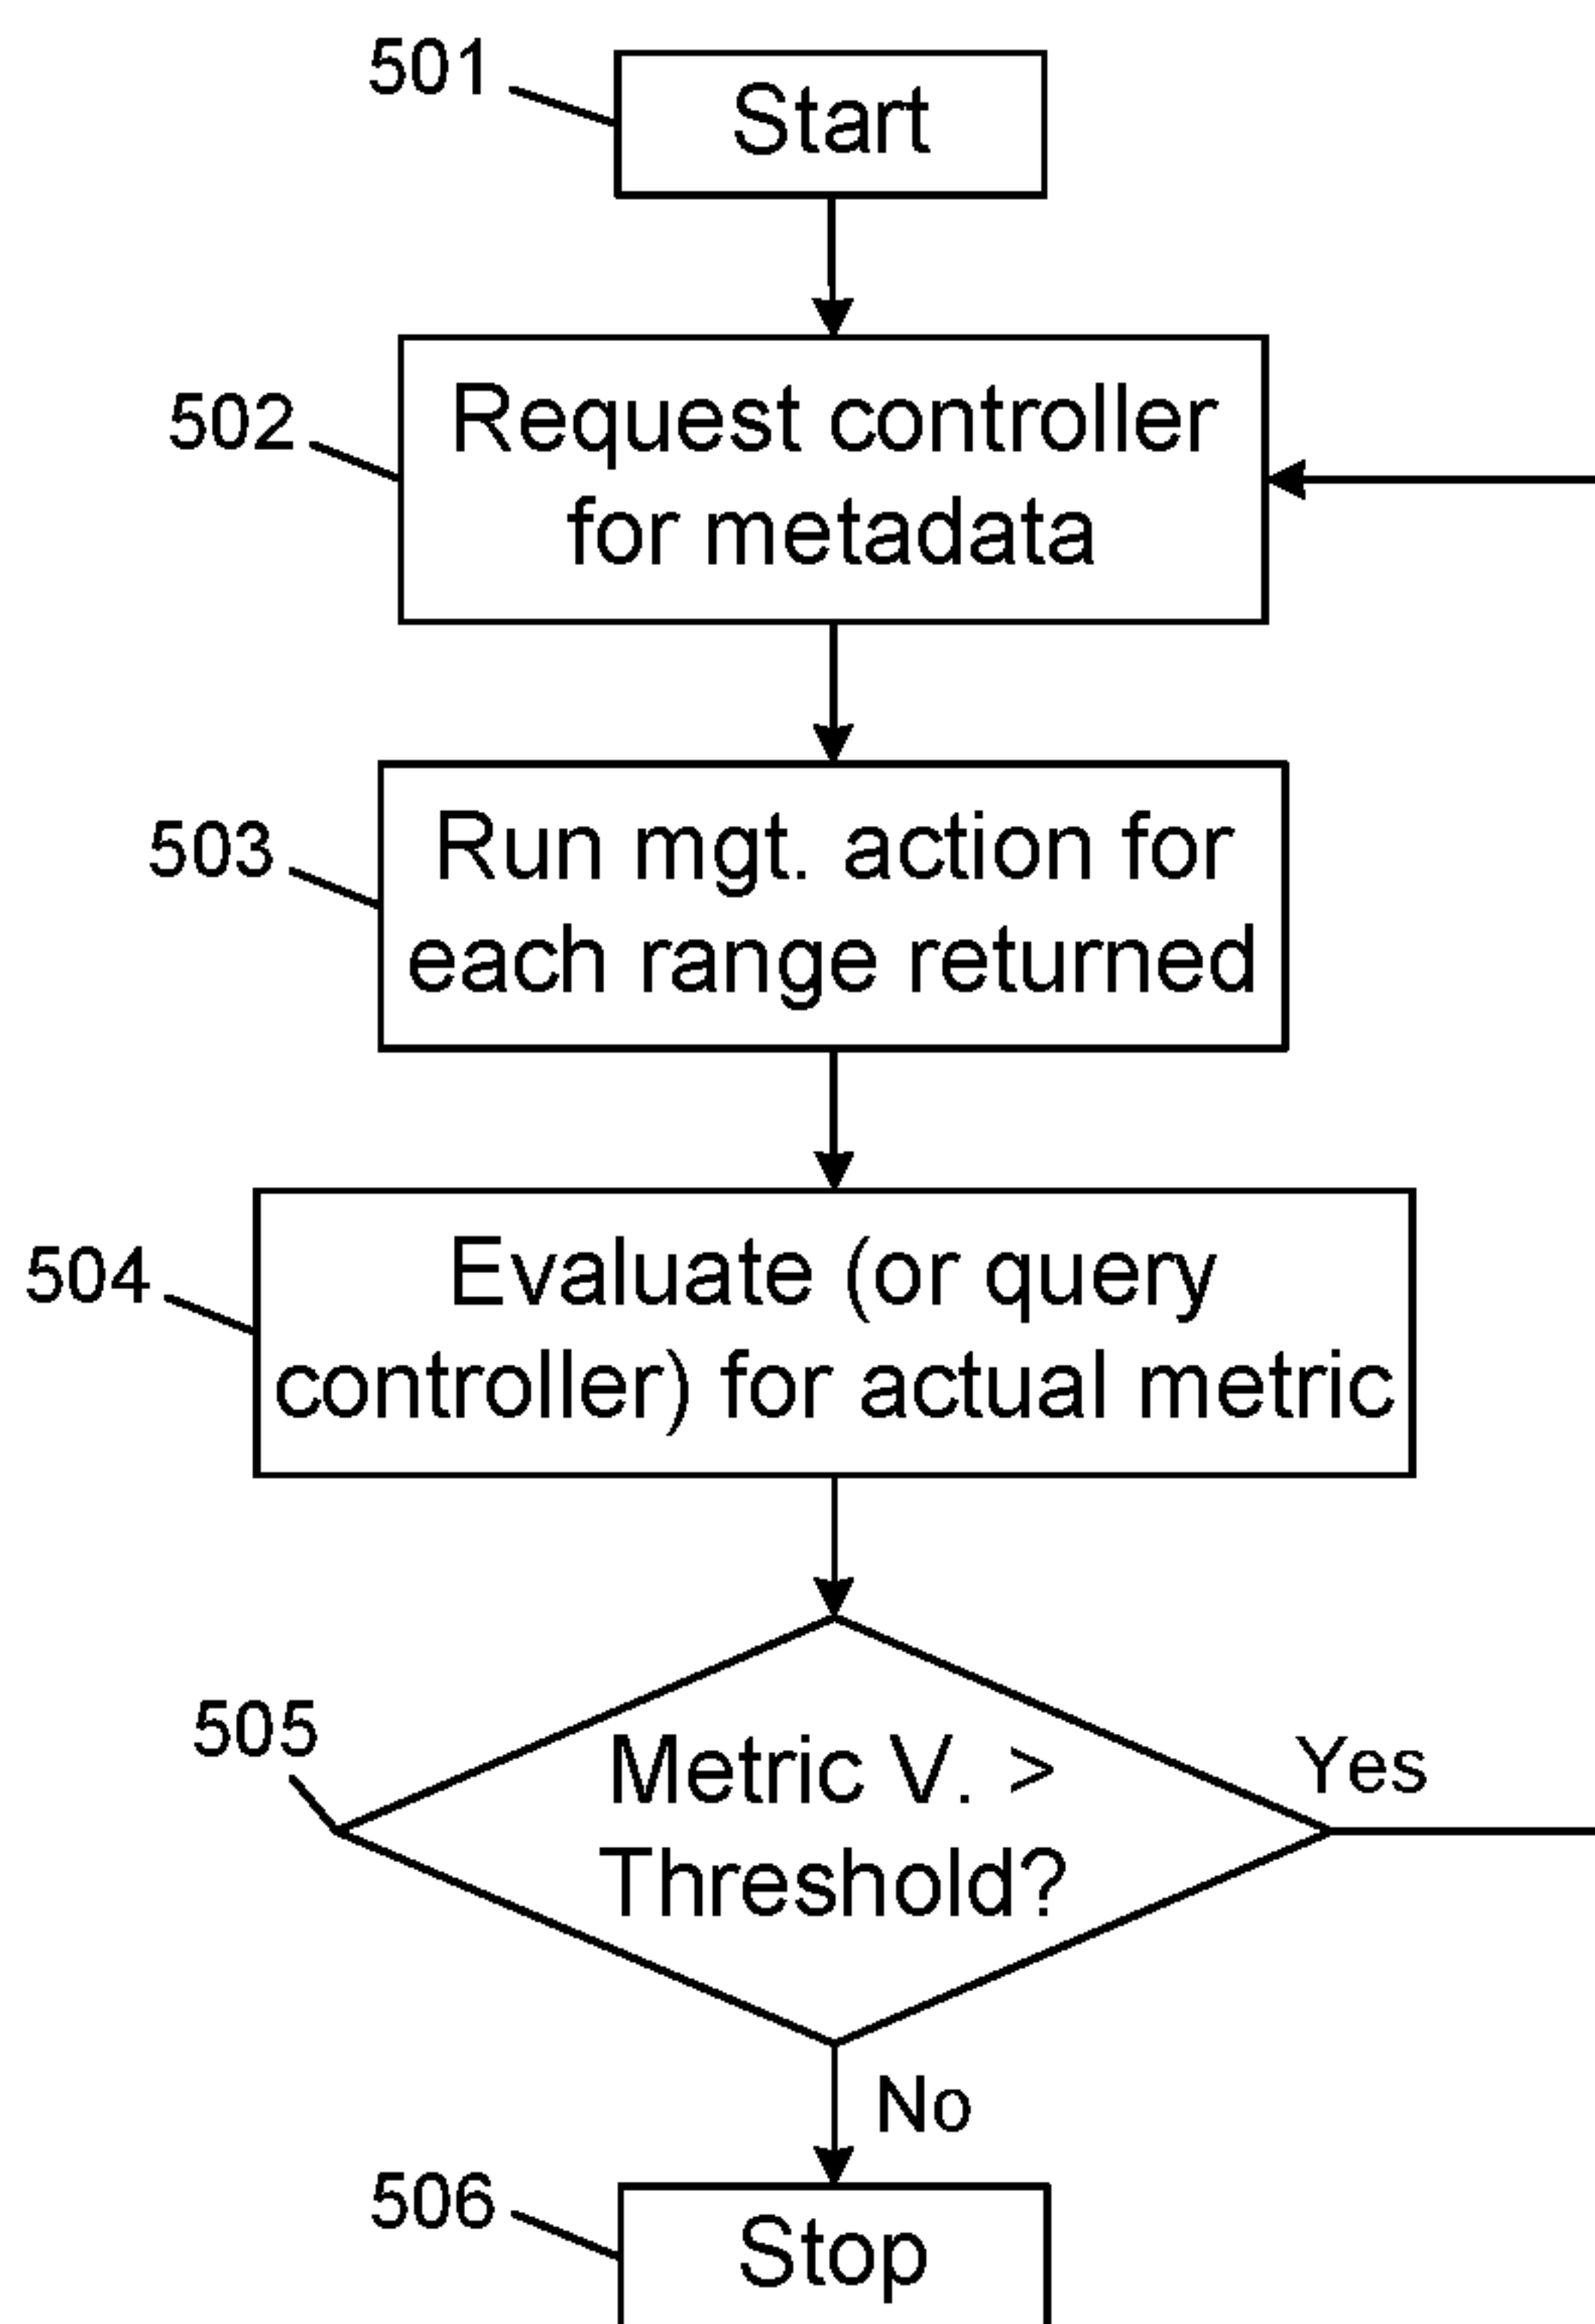 501
Start
502
Request controller
for metadata
503
Run mgt. action for
each range returned
504
Evaluate (or query
controller) for actual metric
505
Metric V. >
Threshold?
Yes
No
506
Stop